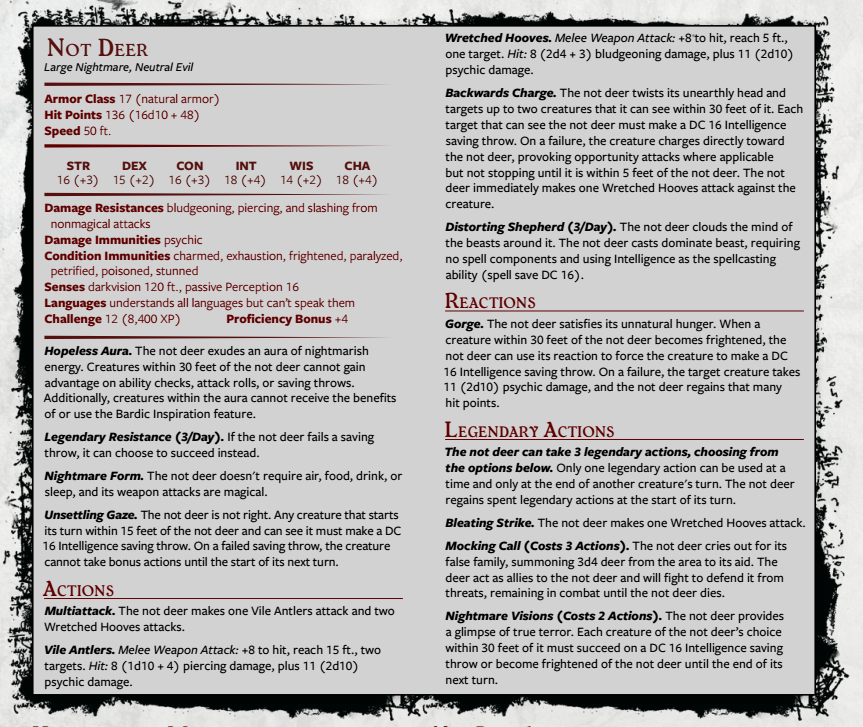 Not Deer
Large Nightmare, Neutral Evil
Armor Class 17 (natural armor)
Hit Points 136 (16d10 + 48)
Speed 50 ft.
STR DEX CON INT WIS CHA
16 (+3) 15 (+2) 16 (+3) 18 (+4) 14 (+2) 18 (+4)
Damage Resistances bludgeoning, piercing, and slashing from
nonmagical attacks
Damage Immunities psychic
Condition Immunities charmed, exhaustion, frightened, paralyzed,
petrified, poisoned, stunned
Senses darkvision 120 ft., passive Perception 16
Languages understands all languages but can't speak them
Challenge 12 (8,400 XP) Proficiency Bonus +4
Hopeless Aura. The not deer exudes an aura of nightmarish
energy. Creatures within 30 feet of the not deer cannot gain
advantage on ability checks, attack rolls, or saving throws.
Additionally, creatures within the aura cannot receive the benefits
of or use the Bardic Inspiration feature.
Legendary Resistance (3/Day). If the not deer fails a saving
throw, it can choose to succeed instead.
Nightmare Form. The not deer doesn't require air, food, drink, or
sleep, and its weapon attacks are magical.
Unsettling Gaze. The not deer is not right. Any creature that starts
its turn within 15 feet of the not deer and can see it must make a DC
16 Intelligence saving throw. On a failed saving throw, the creature
cannot take bonus actions until the start of its next turn.
Actions
Multiattack. The not deer makes one Vile Antlers attack and two
Wretched Hooves attacks.
Vile Antlers. Melee Weapon Attack: +8 to hit, reach 15 ft., two
targets. Hit: 8 (1d10 + 4) piercing damage, plus 11 (2d10)
psychic damage.
Wretched Hooves. Melee Weapon Attack: +8 to hit, reach 5 ft.,
one target. Hit: 8 (2d4 + 3) bludgeoning damage, plus 11 (2d10)
psychic damage.
Backwards Charge. The not deer twists its unearthly head and
targets up to two creatures that it can see within 30 feet of it. Each
target that can see the not deer must make a DC 16 Intelligence
saving throw. On a failure, the creature charges directly toward
the not deer, provoking opportunity attacks where applicable
but not stopping until it is within 5 feet of the not deer. The not
deer immediately makes one Wretched Hooves attack against the
creature.
Distorting Shepherd (3/Day). The not deer clouds the mind of
the beasts around it. The not deer casts dominate beast, requiring
no spell components and using Intelligence as the spellcasting
ability (spell save DC 16).
Reactions
Gorge. The not deer satisfies its unnatural hunger. When a
creature within 30 feet of the not deer becomes frightened, the
not deer can use its reaction to force the creature to make a DC
16 Intelligence saving throw. On a failure, the target creature takes
11 (2d10) psychic damage, and the not deer regains that many
hit points.
Legendary Actions
The not deer can take 3 legendary actions, choosing from
the options below. Only one legendary action can be used at a
time and only at the end of another creature's turn. The not deer
regains spent legendary actions at the start of its turn.
Bleating Strike. The not deer makes one Wretched Hooves attack.
Mocking Call (Costs 3 Actions). The not deer cries out for its
false family, summoning 3d4 deer from the area to its aid. The
deer act as allies to the not deer and will fight to defend it from
threats, remaining in combat until the not deer dies.
Nightmare Visions (Costs 2 Actions). The not deer provides
a glimpse of true terror. Each creature of the not deer's choice
within 30 feet of it must succeed on a DC 16 Intelligence saving
throw or become frightened of the not deer until the end of its
next turn.